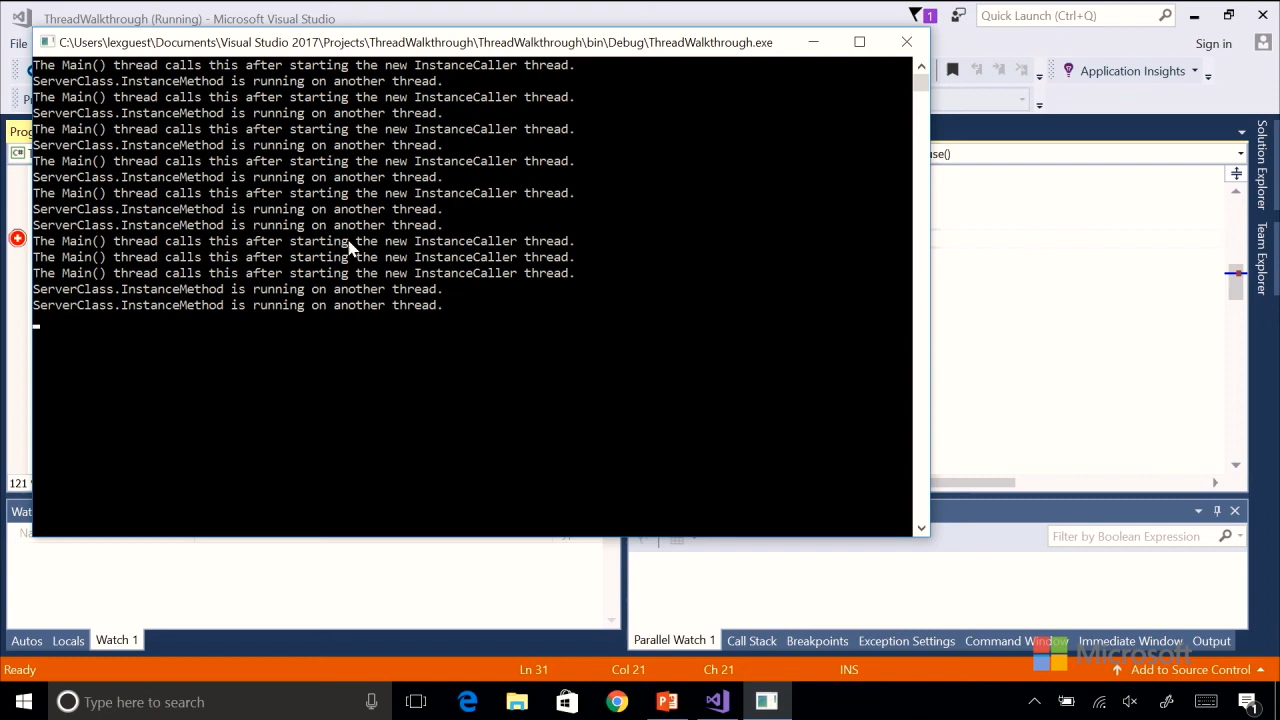 ThreadWalkthrough (Running) - Microsoft Visual Studio
1
Quick Launch (Ctrl+Q)
File
C:\Users\lexguest\Documents\Visual Studio 2017\Projects\ThreadWalkthrough\ThreadWalkthrough\bin\Debug\ThreadWalkthrough.exe
Sign in
Application Insights
The Main() thread calls this after starting the new InstanceCaller thread.
ServerClass.InstanceMethod is running on another thread.
The Main() thread calls this after starting the new InstanceCaller thread.
ServerClass.InstanceMethod is running on another thread.
The Main() thread calls this after starting the new InstanceCaller thread.
ServerClass.InstanceMethod is running on another thread.
The Main() thread calls this after starting the new InstanceCaller thread.
ServerClass.InstanceMethod is running on another thread.
The Main() thread calls this after starting the new InstanceCaller thread.
ServerClass.InstanceMethod is running on another thread.
ServerClass.InstanceMethod is running on another thread.
The Main() thread calls this after starting the new InstanceCaller thread.
The Main() thread calls this after starting the new InstanceCaller thread.
The Main() thread calls this after starting the new InstanceCaller thread.
ServerClass.InstanceMethod is running on another thread.
ServerClass.InstanceMethod is running on another thread.
Prog
C#
use()
Solution Explorer
Team Explorer
121
Wat
Na
Filter by Boolean Expression
Autos Locals Watch 1
Parallel Watch 1 Call Stack Breakpoints Exception Settings Command Window Immediate Window Output
Microsoft
Ready Ln 31 Col 21 Ch 21 INS Add to Source Control
Type here to search
1